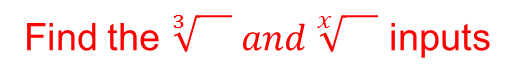 Find the ∛ and ˣ√ inputs